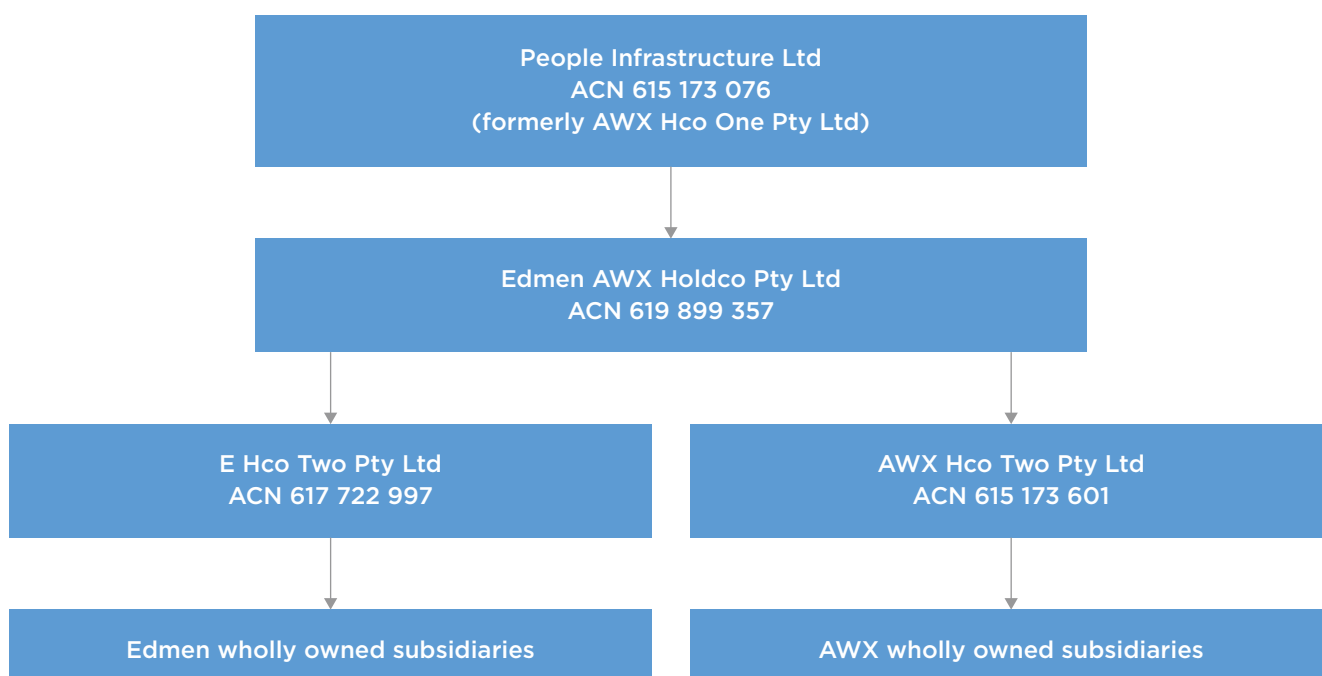 People Infrastructure Ltd
ACN 615 173 076
(formerly AWX Hco One Pty Ltd)
Edmen AWX Holdco Pty Ltd
ACN 619 899 357
E Hco Two Pty Ltd
ACN 617 722 997
AWX Hco Two Pty Ltd
ACN 615 173 601
Edmen wholly owned subsidiaries
AWX wholly owned subsidiaries